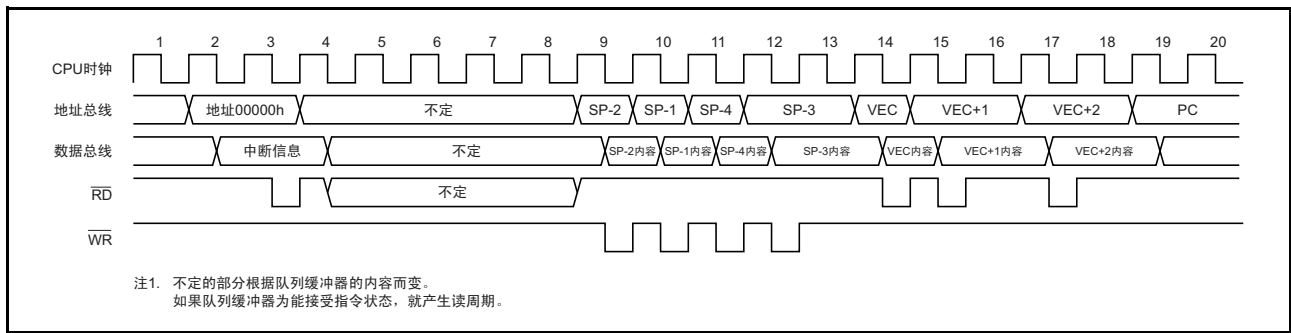 1 2 3 4 5 6 7 8 9 10 11 12 13 14 15 16 17 18 19 20
CPU时钟
地址总线 地址00000h 不定 SP-2 SP-1 SP-4 SP-3 VEC VEC+1 VEC+2 PC
数据总线 中断信息 不定 SP-2内容 SP-1内容 SP-4内容 SP-3内容 VEC内容 VEC+1内容 VEC+2内容
RD 不定
WR
注1. 不定的部分根据队列缓冲器的内容而变。
如果队列缓冲器为能接受指令状态，就产生读周期。